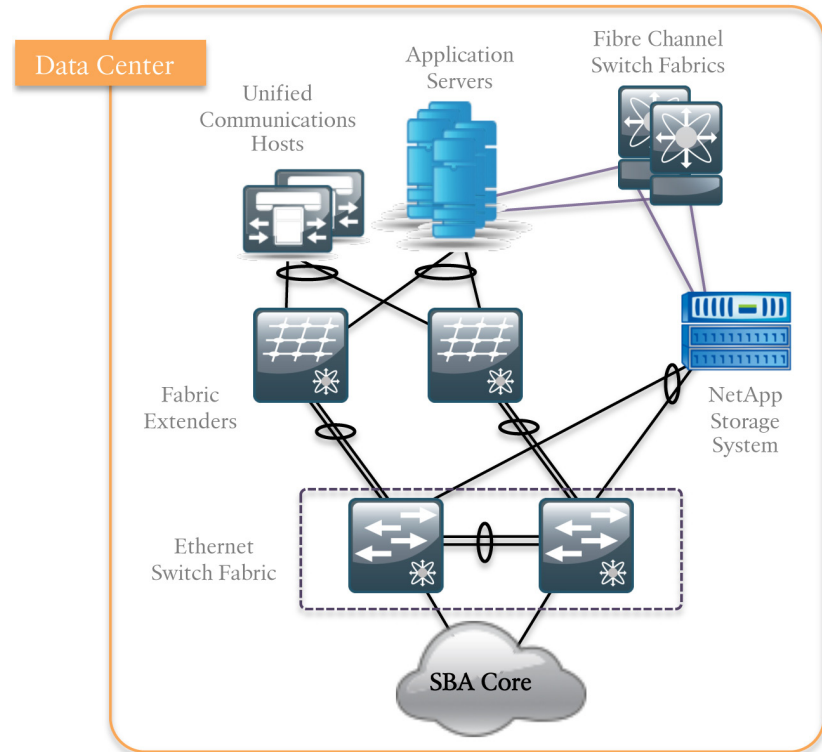 Data Center
Unified
Communications
Hosts
Application
Servers
Fibre Channel
Switch Fabrics
Fabric
Extenders
NetApp
Storage
System
Ethernet
Switch Fabric
SBA Core